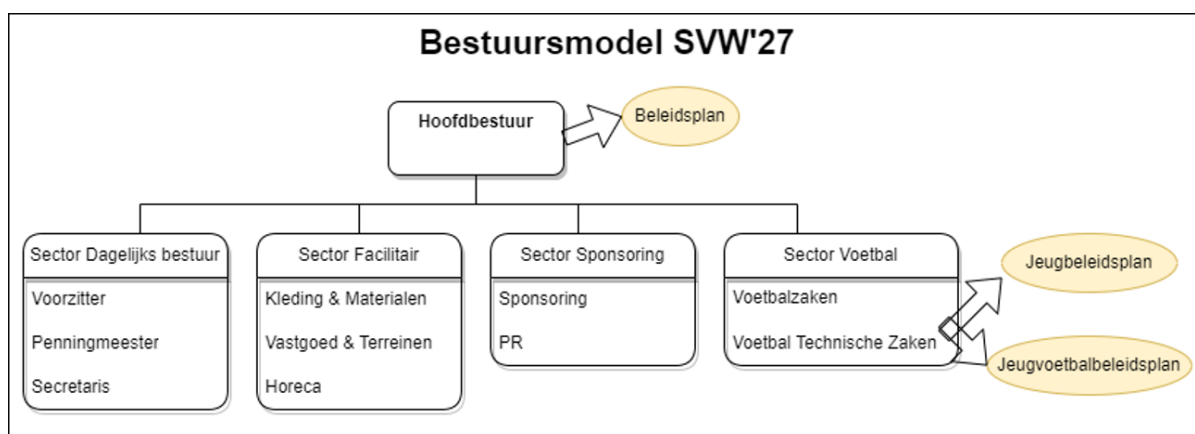 Bestuursmodel SVW'27
Hoofdbestuur
Beleidsplan
Sector Dagelijks bestuur
Voorzitter
Penningmeester
Secretaris
Sector Facilitair
Kleding & Materialen
Vastgoed & Terreinen
Horeca
Sector Sponsoring
Sponsoring
PR
Sector Voetbal
Voetbalzaken
Voetbal Technische Zaken
Jeugbeleidsplan
Jeugvoetbalbeleidsplan